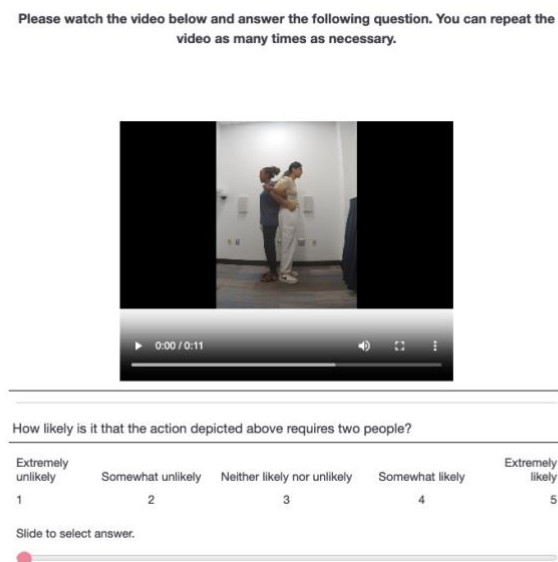 Please watch the video below and answer the following question. You can repeat the
video as many times as necessary.
0:00 / 0:11
How likely is it that the action depicted above requires two people?
Extremely unlikely Somewhat unlikely Neither likely nor unlikely Somewhat likely Extremely likely
1 2 3 4 5
Slide to select answer.